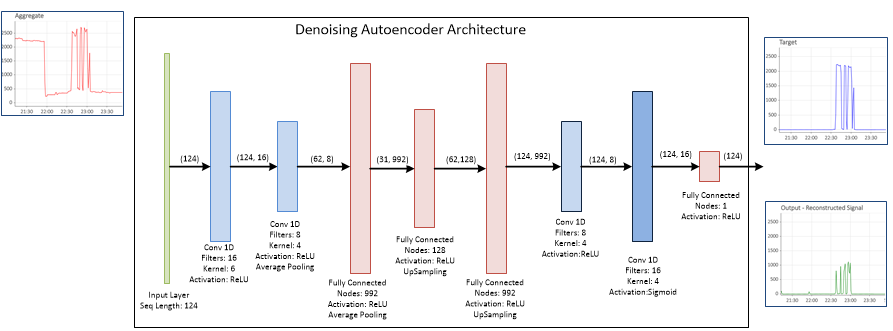 Denoising Autoencoder Architecture
Aggregate
2500
2000
1500
1000
500
0
21:30 22:00 22:30 23:00 23:30
(124)
(124, 16)
(62, 8)
(31, 992)
(62,128)
(124, 992)
(124, 8)
(124, 16)
(124)
Input Layer
Seq Length: 124
Conv 1D
Filters: 16
Kernel: 6
Activation: ReLU
Conv 1D
Filters: 8
Kernel: 4
Activation: ReLU
Average Pooling
Fully Connected
Nodes: 992
Activation: ReLU
Average Pooling
Fully Connected
Nodes: 128
Activation: ReLU
UpSampling
Fully Connected
Nodes: 992
Activation: ReLU
UpSampling
Conv 1D
Filters: 8
Kernel: 4
Activation:ReLU
Conv 1D
Filters: 16
Kernel: 4
Activation:Sigmoid
Fully Connected
Nodes: 1
Activation: ReLU
Target
2500
2000
1500
1000
500
0
21:30 22:00 22:30 23:00 23:30
Output - Reconstructed Signal
2500
2000
1500
1000
500
0
21:30 22:00 22:30 23:00 23:30